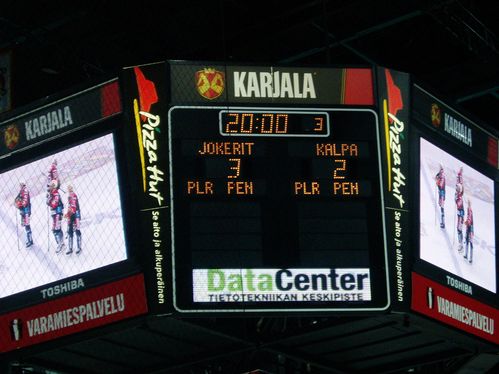 KARJALA
KARJALA
KARJALA
20:00 3
JOKERIT KALPA
3 2
PLR PEN PLR PEN
DataCenter
TIETOTEKNIIKAN KESKIPISTE
Pizza Hut
Se aito ja alkuperäinen
Pizza Hut
Se aito ja alkuperäinen
TOSHIBA
VARAMIESPALVELU
TOSHIBA
VARAMIESPALVELU